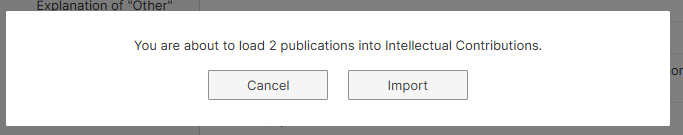 Explanation of "Other"
You are about to load 2 publications into Intellectual Contributions.
Cancel
Import